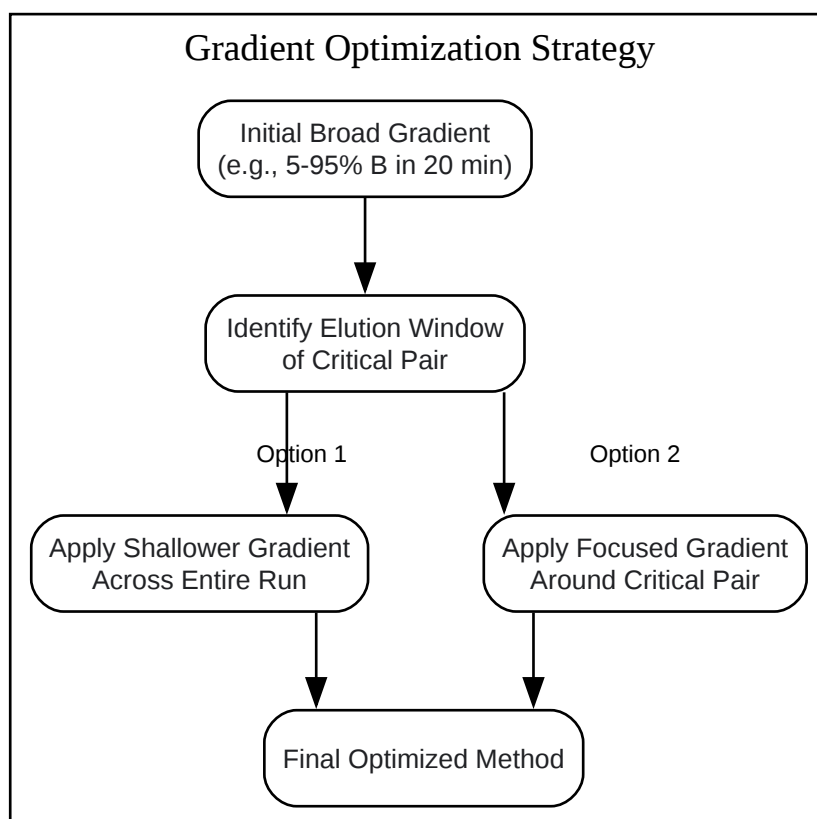 Gradient Optimization Strategy
Initial Broad Gradient
(e.g., 5-95% B in 20 min)
Identify Elution Window
of Critical Pair
Option 1
Option 2
Apply Shallower Gradient
Across Entire Run
Apply Focused Gradient
Around Critical Pair
Final Optimized Method